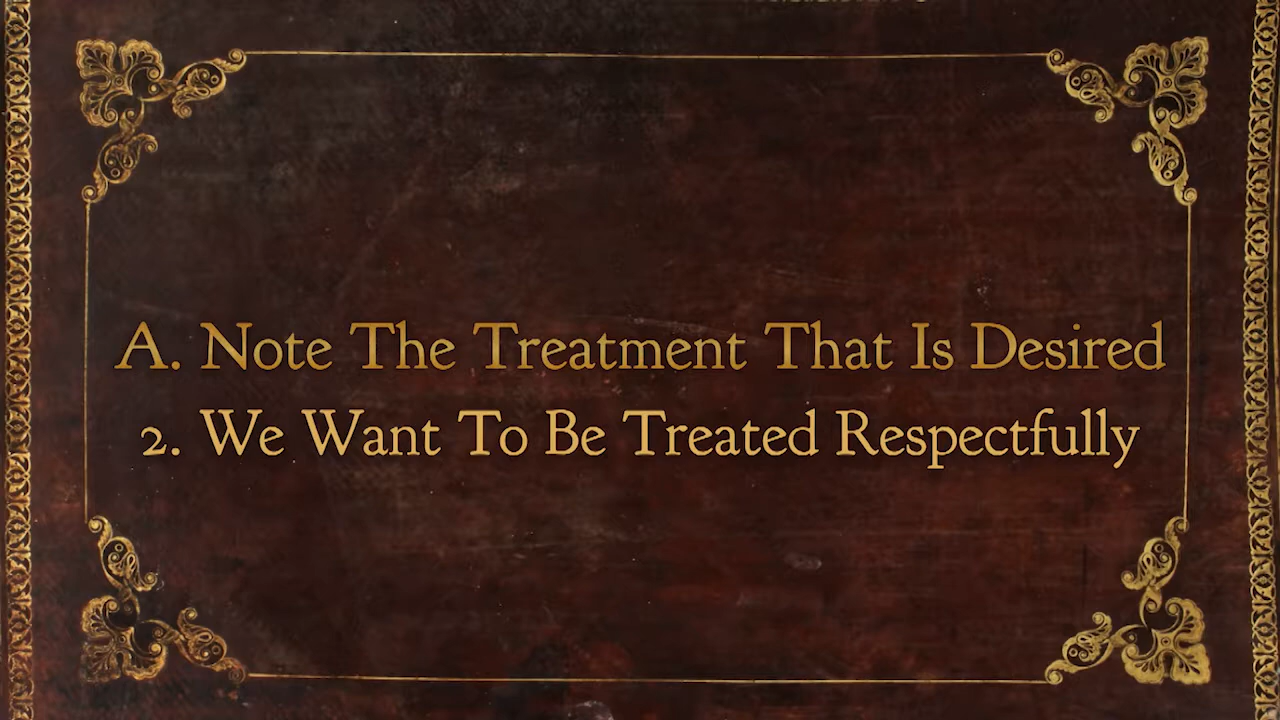 A. Note The Treatment That Is Desired
2. We Want To Be Treated Respectfully